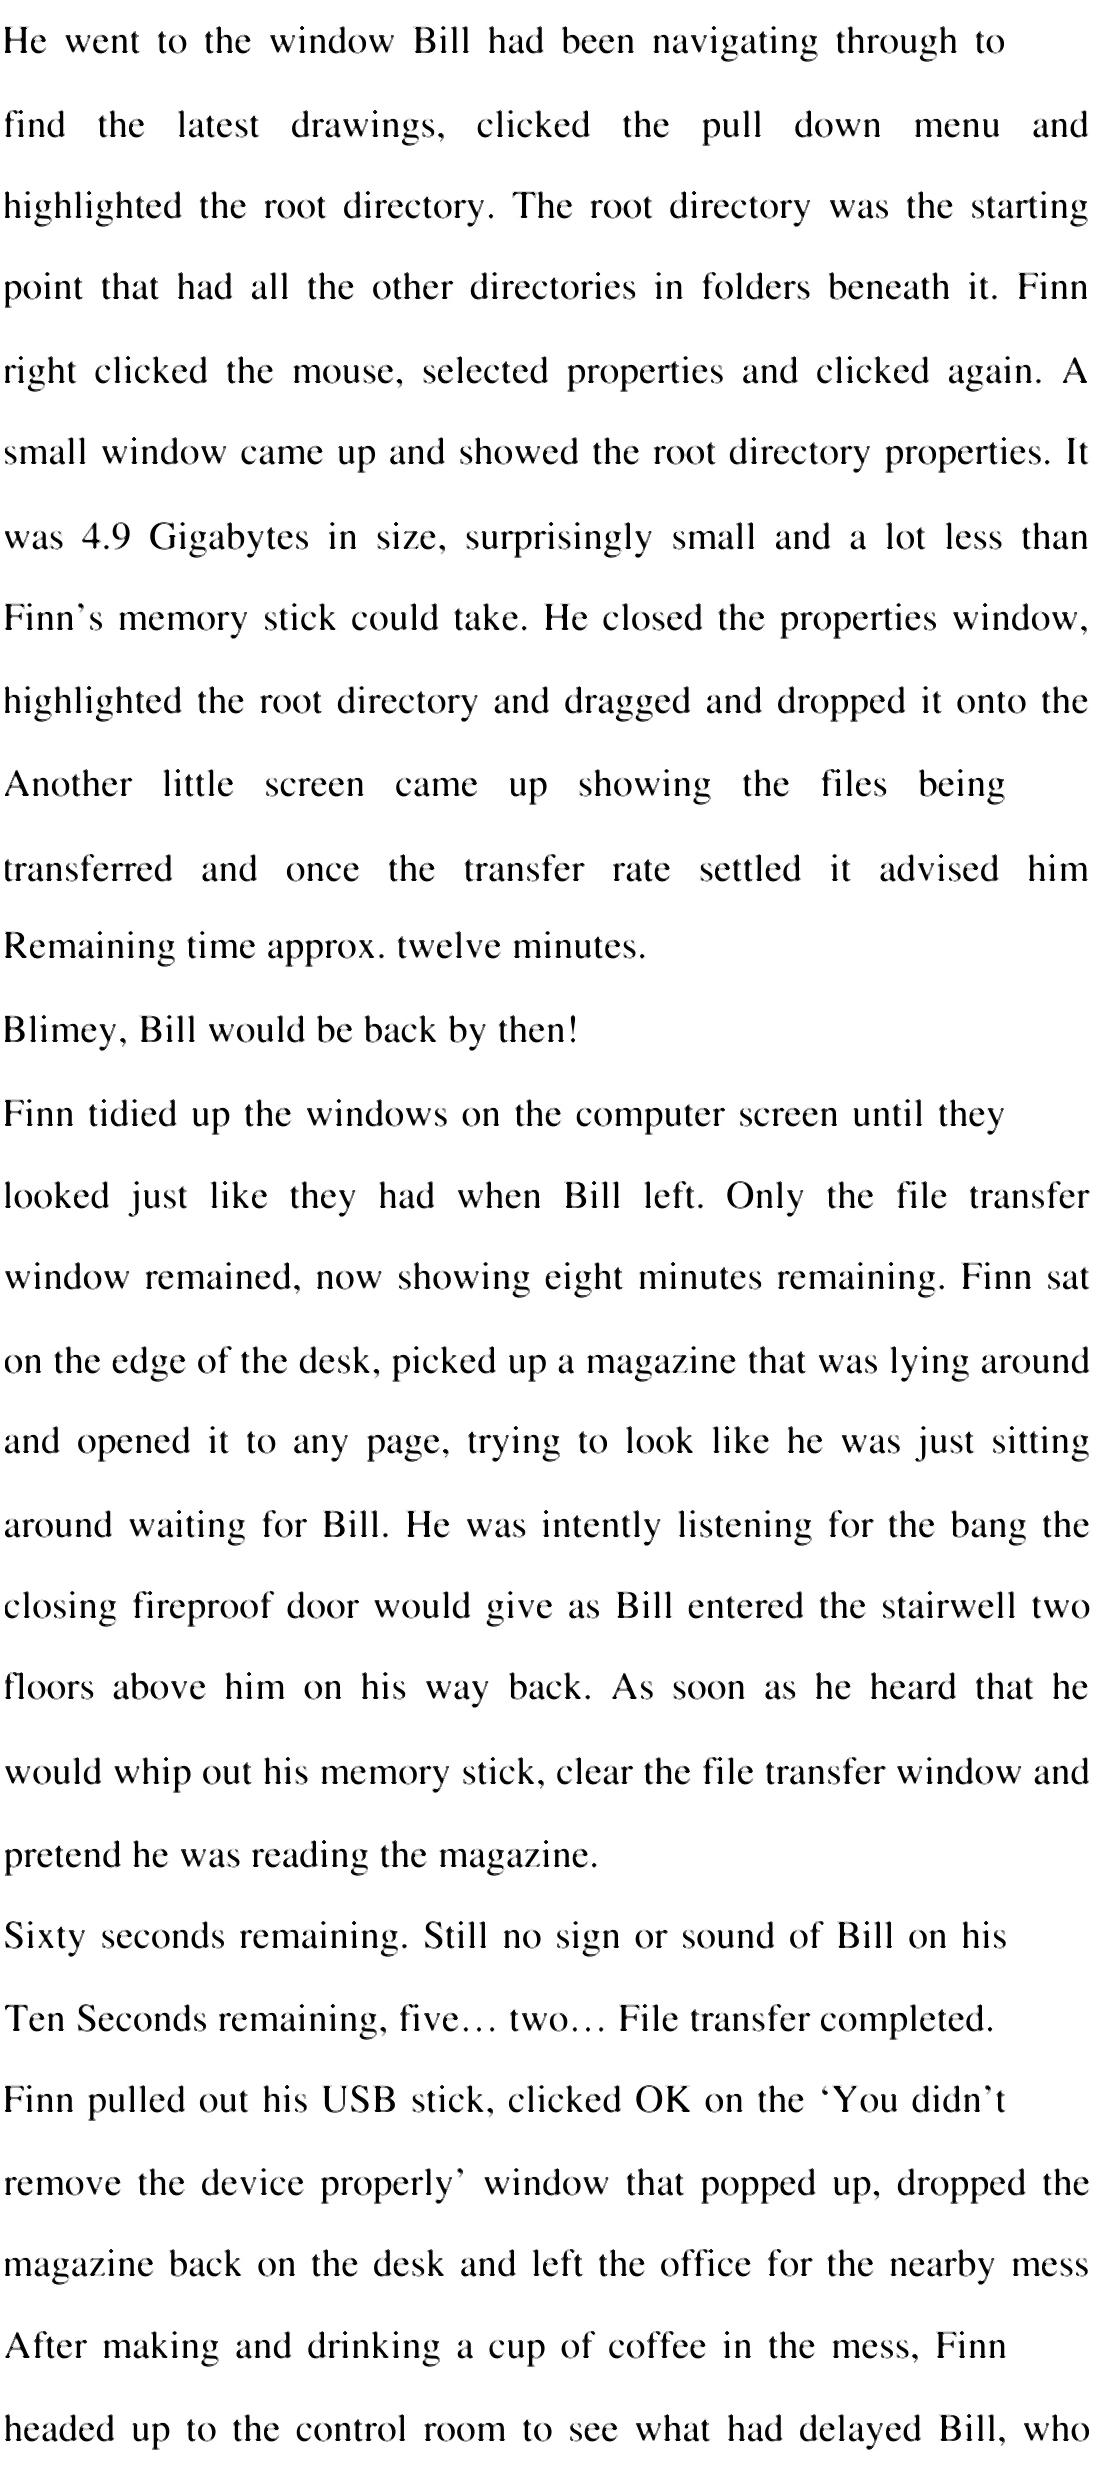 He went to the window Bill had been navigating through to
find the latest drawings, clicked the pull down menu and
highlighted the root directory. The root directory was the starting
point that had all the other directories in folders beneath it. Finn
right clicked the mouse, selected properties and clicked again. A
small window came up and showed the root directory properties. It
was 4.9 Gigabytes in size, surprisingly small and a lot less than
Finn’s memory stick could take. He closed the properties window,
highlighted the root directory and dragged and dropped it onto the
Another little screen came up showing the files being
transferred and once the transfer rate settled it advised him
Remaining time approx. twelve minutes.
Blimey, Bill would be back by then!
Finn tidied up the windows on the computer screen until they
looked just like they had when Bill left. Only the file transfer
window remained, now showing eight minutes remaining. Finn sat
on the edge of the desk, picked up a magazine that was lying around
and opened it to any page, trying to look like he was just sitting
around waiting for Bill. He was intently listening for the bang the
closing fireproof door would give as Bill entered the stairwell two
floors above him on his way back. As soon as he heard that he
would whip out his memory stick, clear the file transfer window and
pretend he was reading the magazine.
Sixty seconds remaining. Still no sign or sound of Bill on his
Ten Seconds remaining, five… two… File transfer completed.
Finn pulled out his USB stick, clicked OK on the ‘You didn’t
remove the device properly’ window that popped up, dropped the
magazine back on the desk and left the office for the nearby mess
After making and drinking a cup of coffee in the mess, Finn
headed up to the control room to see what had delayed Bill, who